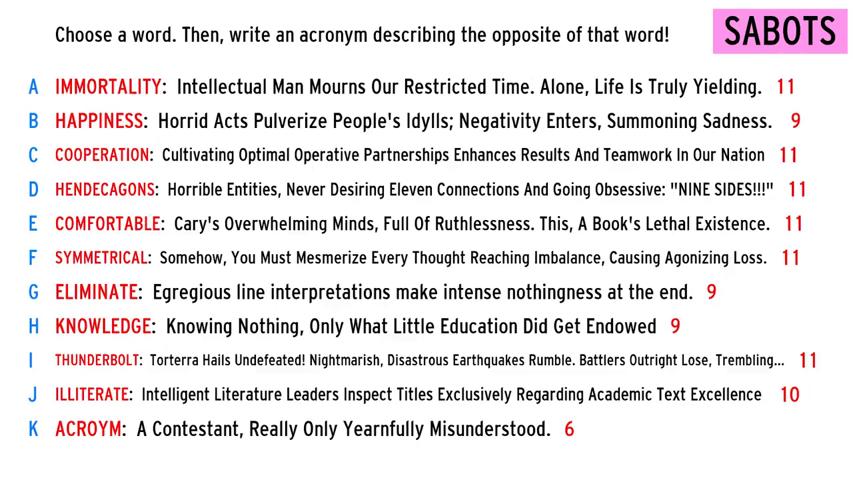 Choose a word. Then, write an acronym describing the opposite of that word!
SABOTS
A IMMORTALITY: Intellectual Man Mourns Our Restricted Time. Alone, Life Is Truly Yielding. 11
B HAPPINESS: Horrid Acts Pulverize People's Idylls; Negativity Enters, Summoning Sadness. 9
C COOPERATION: Cultivating Optimal Operative Partnerships Enhances Results And Teamwork In Our Nation 11
D HENDECAGONS: Horrible Entities, Never Desiring Eleven Connections And Going Obsessive: "NINE SIDES!!!" 11
E COMFORTABLE: Cary's Overwhelming Minds, Full Of Ruthlessness. This, A Book's Lethal Existence. 11
F SYMMETRICAL: Somehow, You Must Mesmerize Every Thought Reaching Imbalance, Causing Agonizing Loss. 11
G ELIMINATE: Egregious line interpretations make intense nothingness at the end. 9
H KNOWLEDGE: Knowing Nothing, Only What Little Education Did Get Endowed 9
I THUNDERBOLT: Torterra Hails Undefeated! Nightmarish, Disastrous Earthquakes Rumble. Battlers Outright Lose, Trembling... 11
J ILLITERATE: Intelligent Literature Leaders Inspect Titles Exclusively Regarding Academic Text Excellence 10
K ACROYM: A Contestant, Really Only Yearnfully Misunderstood. 6